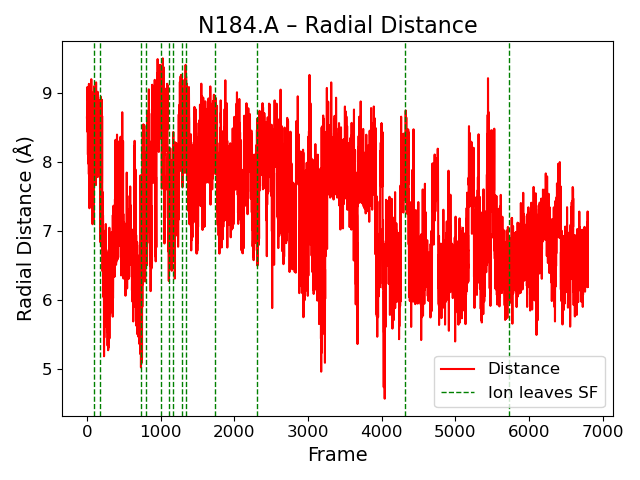 N184.A – Radial Distance
Radial Distance (Å)
9
8
7
6
5
0
1000
2000
3000
4000
5000
6000
7000
Frame
Distance
Ion leaves SF